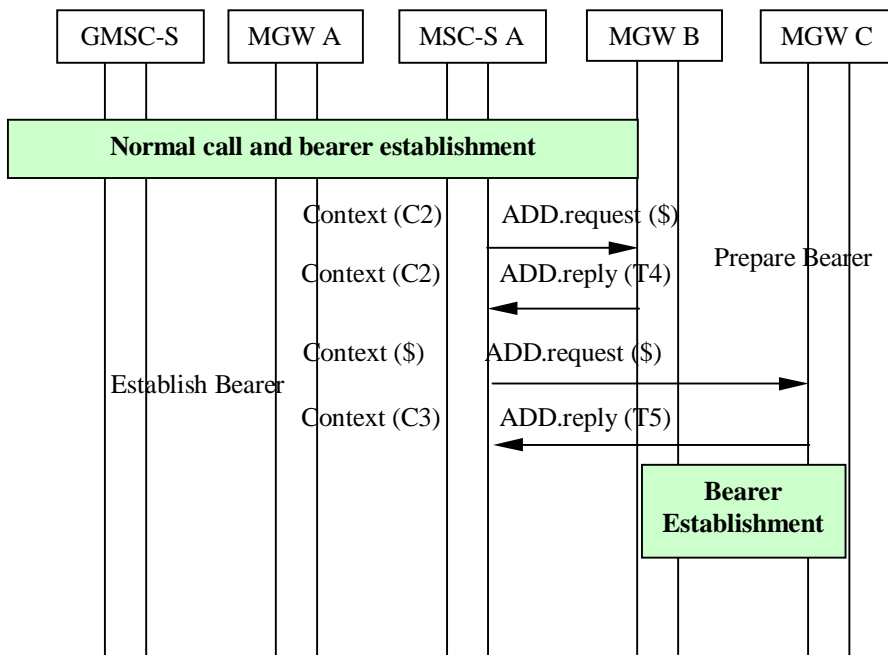 GMSC-S
MGW A
MSC-S A
MGW B
MGW C
Normal call and bearer establishment
Context (C2)
ADD.request ($)
Prepare Bearer
Context (C2)
ADD.reply (T4)
Context ($)
ADD.request ($)
Establish Bearer
Context (C3)
ADD.reply (T5)
Bearer
Establishment